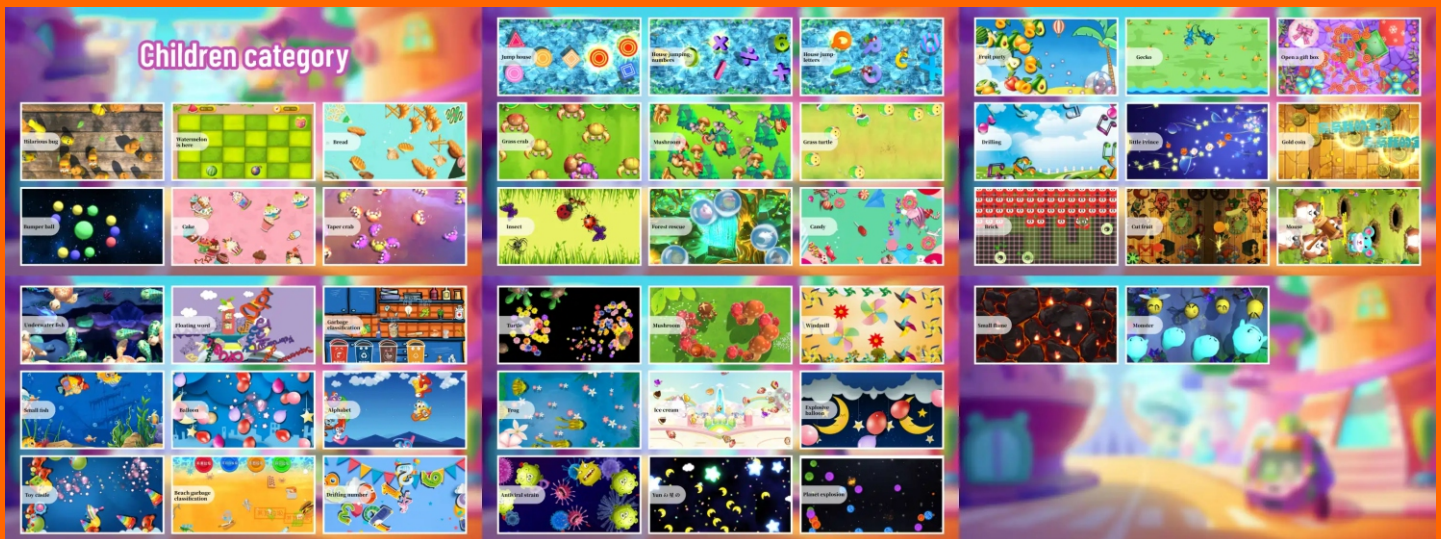 Children category
Hilarious bug
Watermelon
is here
Bread
Bumper ball
Cake
Taper crab
Jump house
House jumping
numbers
House jump
letters
Grass crab
Mushroom
Grass turtle
Insect
Forest rescue
Candy
Fruit party
Gecko
Open a gift box
Drifting
little Prince
Gold coin
Brick
Cut fruit
Mouse
Underwater fish
Floating word
Garbage
classification
Small fish
Balloon
Alphabet
Toy castle
Beach garbage
classification
Drifting number
Turtle
Mushroom
Windmill
Frog
Ice cream
Exploding
balloons
Antiviral strain
Planet explosion
Small flame
Monster